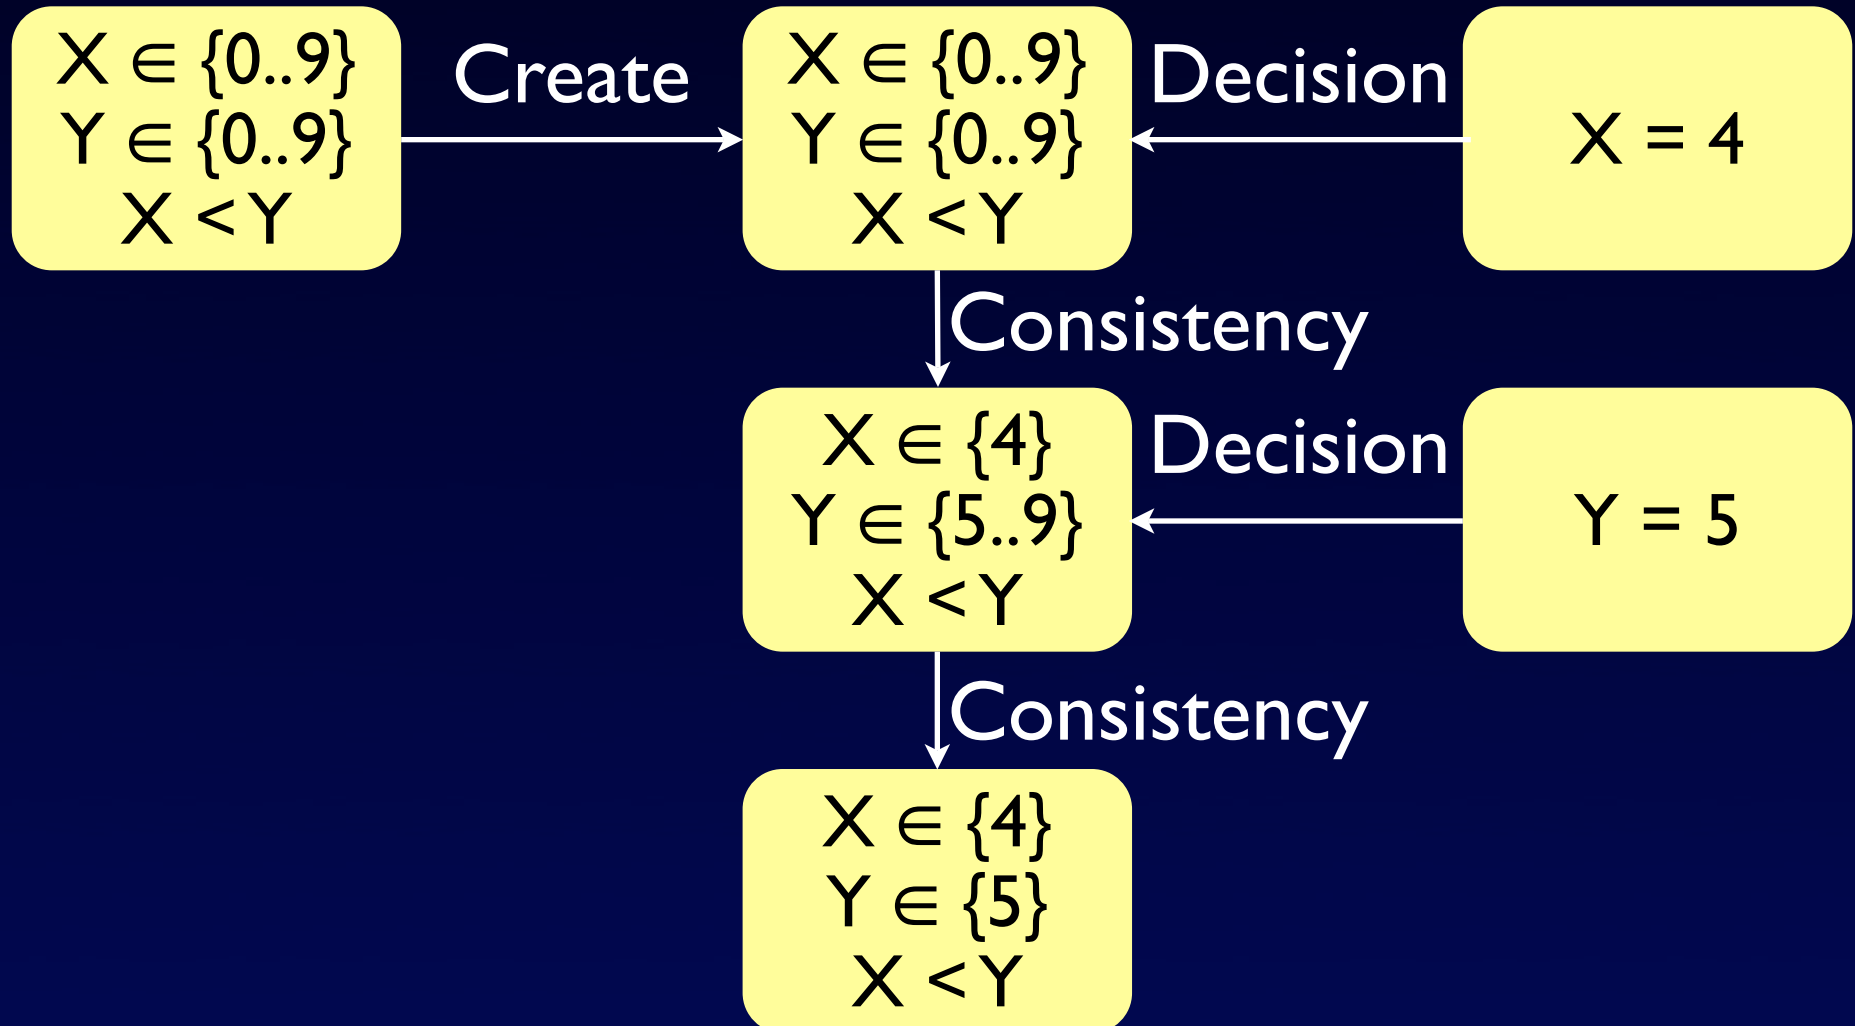 X ∈ {0..9}
Y ∈ {0..9}
X < Y
Create
X ∈ {0..9}
Y ∈ {0..9}
X < Y
Decision
X = 4
Consistency
X ∈ {4}
Y ∈ {5..9}
X < Y
Decision
Y = 5
Consistency
X ∈ {4}
Y ∈ {5}
X < Y